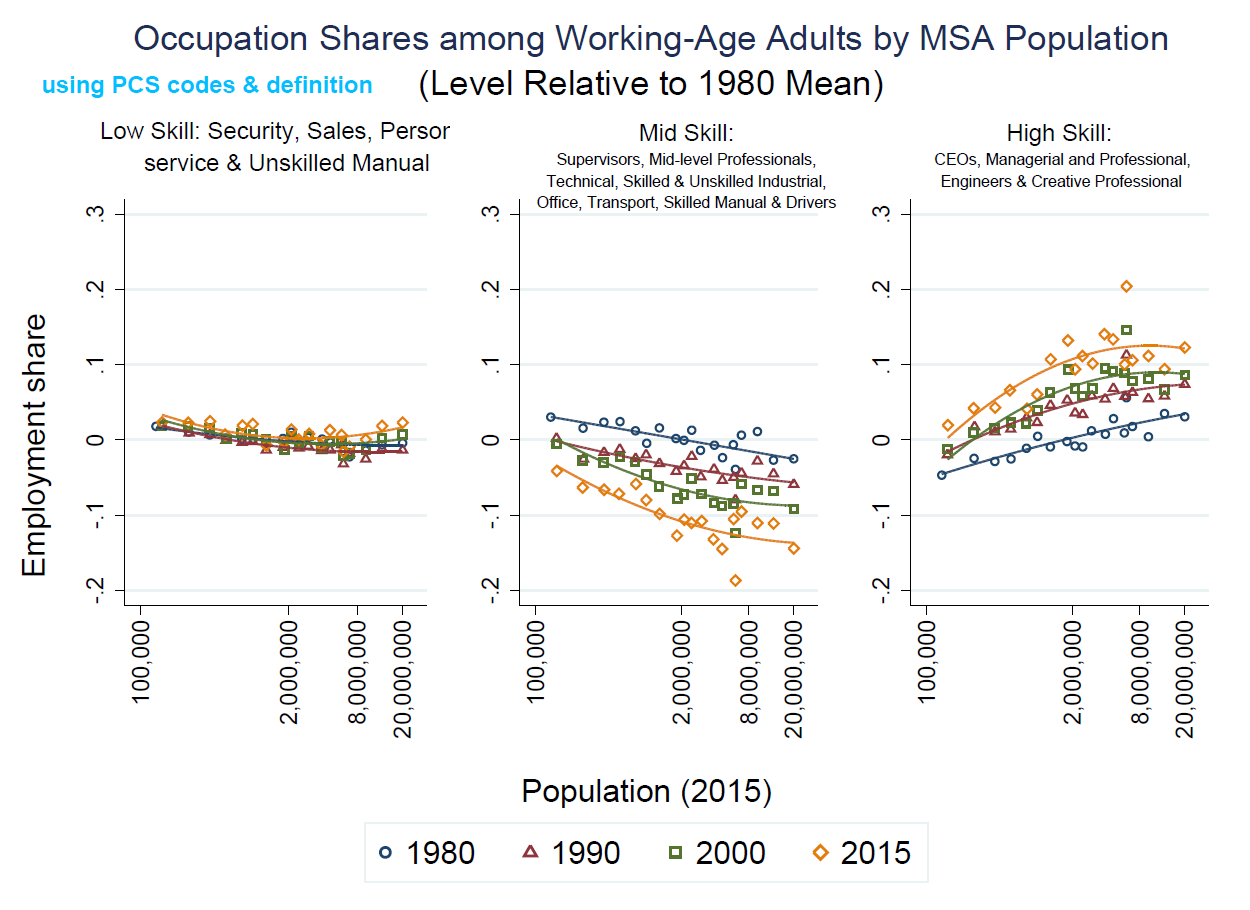 Occupation Shares among Working-Age Adults by MSA Population
using PCS codes & definition
(Level Relative to 1980 Mean)
Low Skill: Security, Sales, Persor
service & Unskilled Manual
Mid Skill:
Supervisors, Mid-level Professionals,
Technical, Skilled & Unskilled Industrial,
Office, Transport, Skilled Manual & Drivers
High Skill:
CEOs, Managerial and Professional,
Engineers & Creative Professional
Employment share
.3
.2
.1
0
-.1
-.2
100,000
2,000,000
8,000,000
20,000,000
.3
.2
.1
0
-.1
-.2
100,000
2,000,000
8,000,000
20,000,000
.3
.2
.1
0
-.1
-.2
100,000
2,000,000
8,000,000
20,000,000
Population (2015)
1980
1990
2000
2015